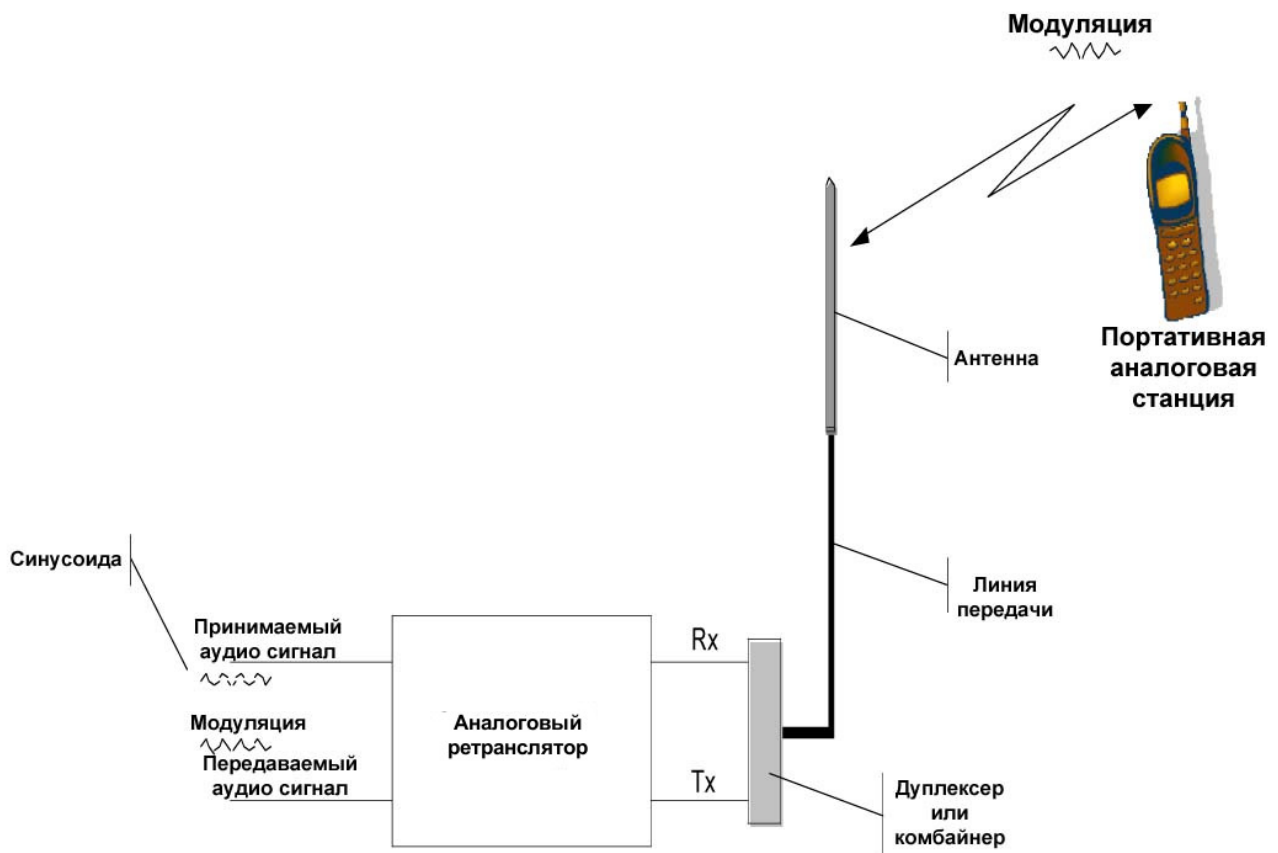 Модуляция
Портативная
аналоговая
станция
Антенна
Линия
передачи
Синусоида
Принимаемый
аудио сигнал
Модуляция
Передаваемый
аудио сигнал
Аналоговый
ретранслятор
Rx
Tx
Дуплексер
или
комбайнер